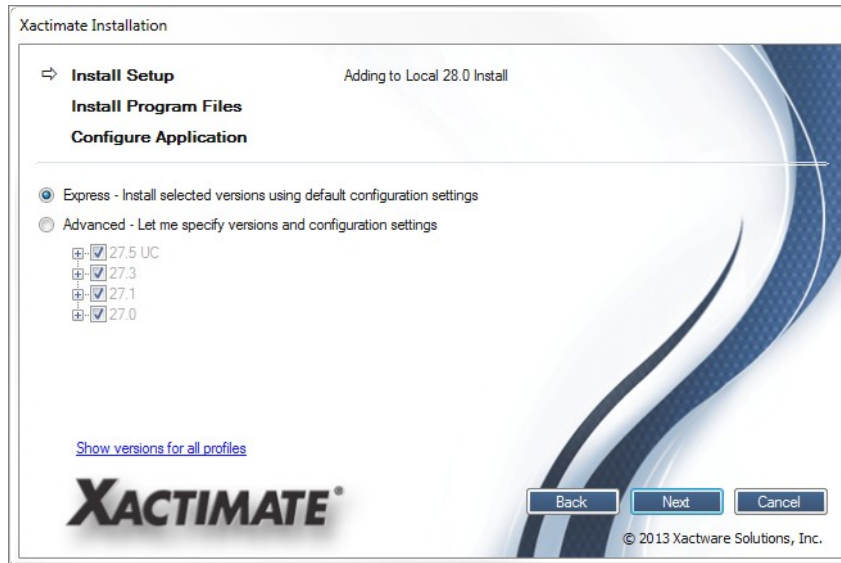 Xactimate Installation
Install Setup
Adding to Local 28.0 Install
Install Program Files
Configure Application
Express - Install selected versions using default configuration settings
Advanced - Let me specify versions and configuration settings
27.5 UC
27.3
27.1
27.0
Show versions for all profiles
XACTIMATE®
Back Next Cancel
© 2013 Xactware Solutions, Inc.